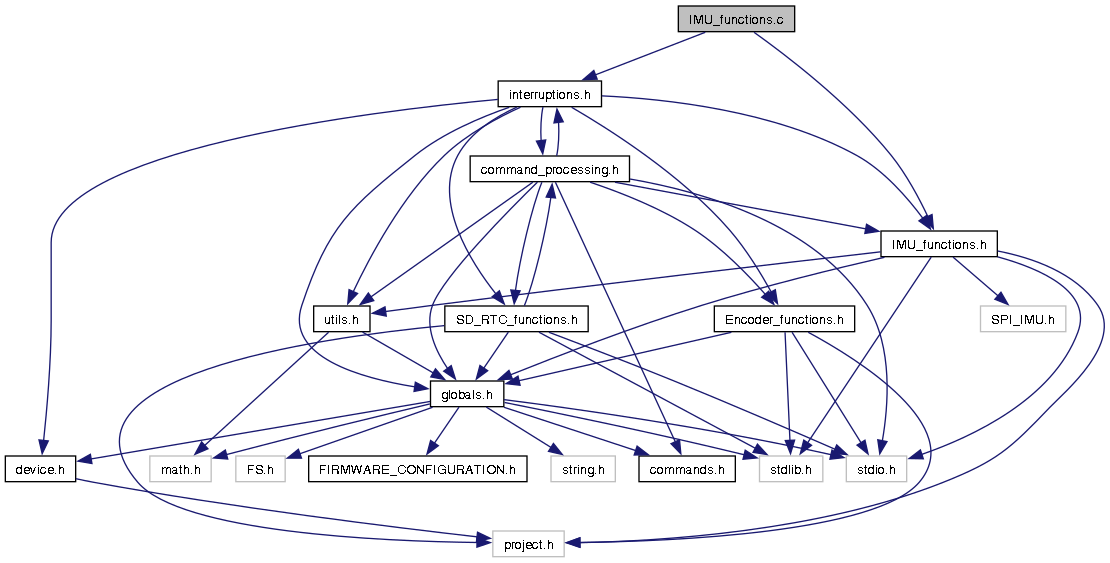 IMU_functions.c
interruptions.h
command_processing.h
IMU_functions.h
utils.h
SD_RTC_functions.h
Encoder_functions.h
SPI_IMU.h
globals.h
device.h
math.h
FS.h
FIRMWARE_CONFIGURATION.h
string.h
commands.h
stdlib.h
stdio.h
project.h